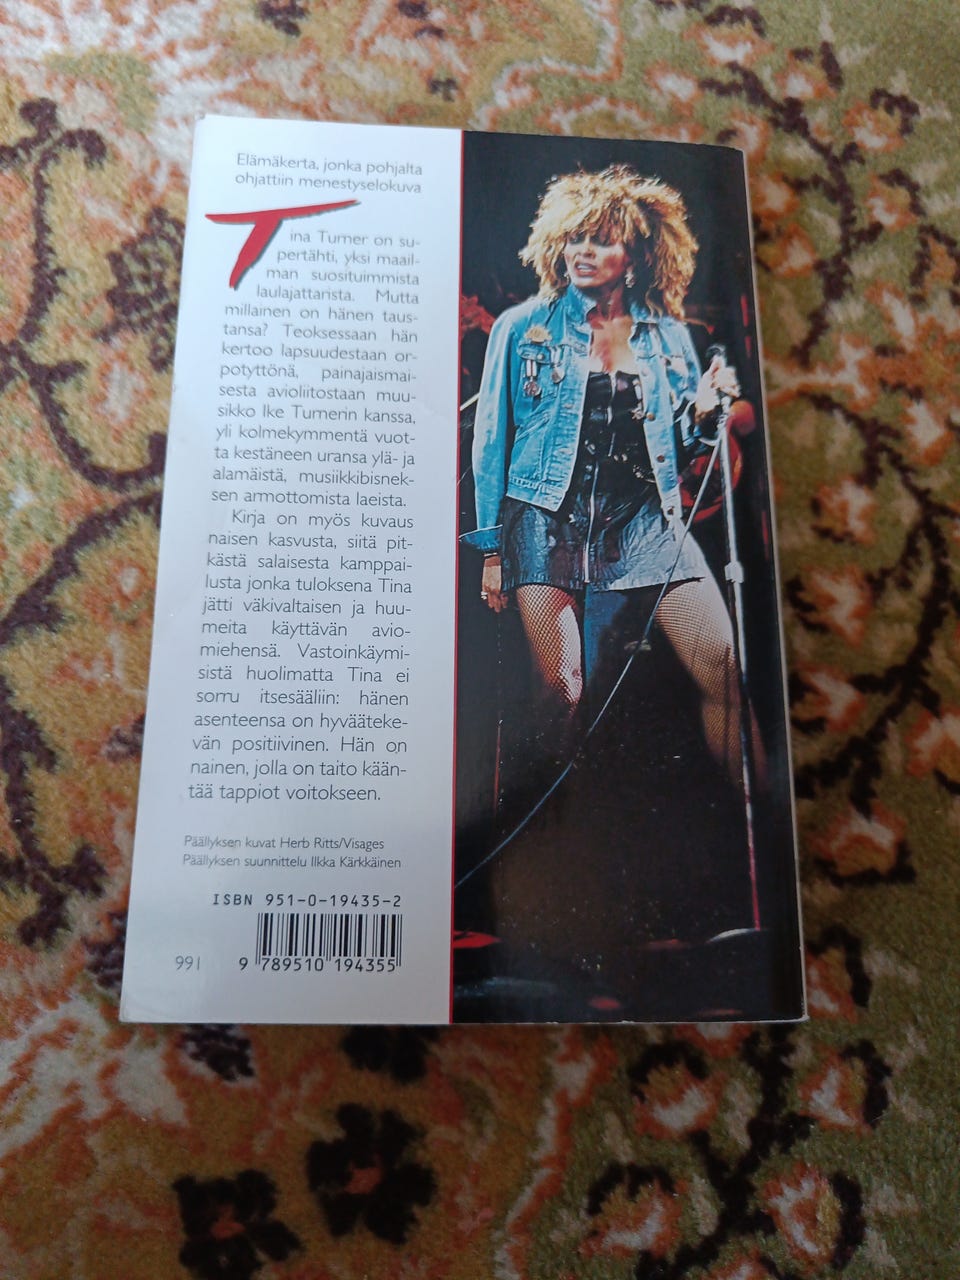 Elämäkerta, jonka pohjalta
ohjattiin menestyselokuva
Tina Turner on su-
pertähti, yksi maail-
man suosituimmista
laulajattarista. Mutta
millainen on hänen taus-
tansa? Teoksessaan hän
kertoo lapsuudestaan or-
potyttönä, painajaismai-
sesta avioliitostaan muu-
sikko Ike Turnerin kanssa,
yli kolmekymmentä vuot-
ta kestäneen uransa ylä- ja
alamäistä, musiikkibisnek-
sen armottomista laeista.
Kirja on myös kuvaus
naisen kasvusta, siitä pit-
kästä salaisesta kamppai-
lusta jonka tuloksena Tina
jätti väkivaltaisen ja huu-
meita käyttävän avio-
miehensä. Vastoinkäymi-
sistä huolimatta Tina ei
sorru itsesääliin: hänen
asenteensa on hyvääteke-
vän positiivinen. Hän on
nainen, jolla on taito kään-
tää tappiot voitokseen.
Päällyksen kuvat Herb Ritts/Visages
Päällyksen suunnittelu Ilkka Kärkkäinen
ISBN 951-0-19435-2
991 9 789510 194355